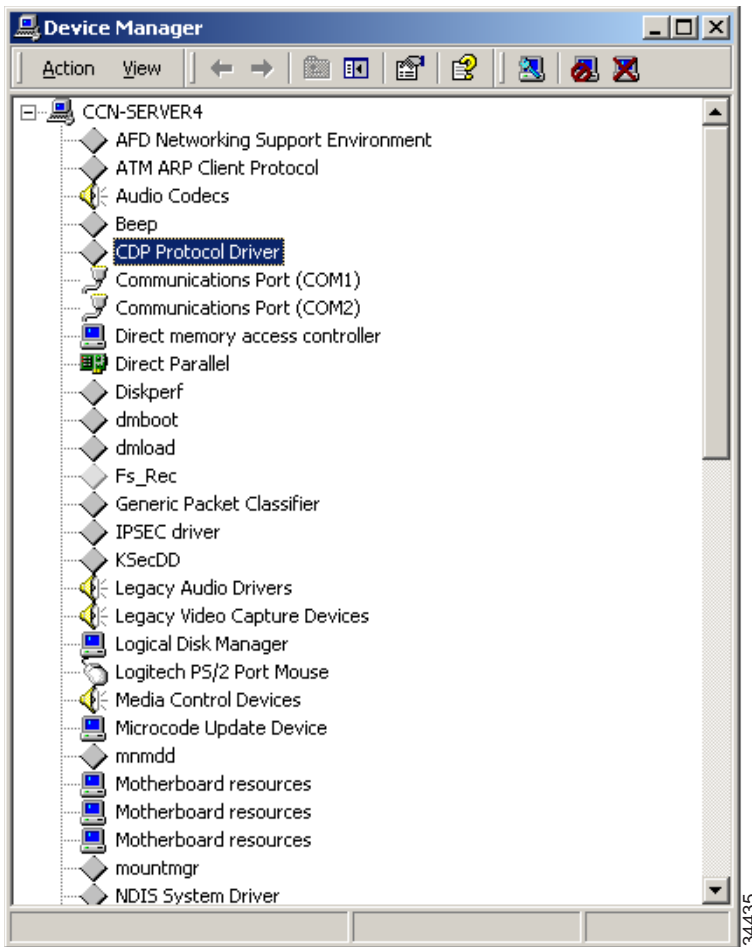 Device Manager
Action View
CCN-SERVER4
AFD Networking Support Environment
ATM ARP Client Protocol
Audio Codecs
Beep
CDP Protocol Driver
Communications Port (COM1)
Communications Port (COM2)
Direct memory access controller
Direct Parallel
Diskperf
dmboot
dmload
Fs_Rec
Generic Packet Classifier
IPSEC driver
KSecDD
Legacy Audio Drivers
Legacy Video Capture Devices
Logical Disk Manager
Logitech PS/2 Port Mouse
Media Control Devices
Microcode Update Device
mnmdd
Motherboard resources
Motherboard resources
Motherboard resources
mountmgr
NDIS System Driver
34435